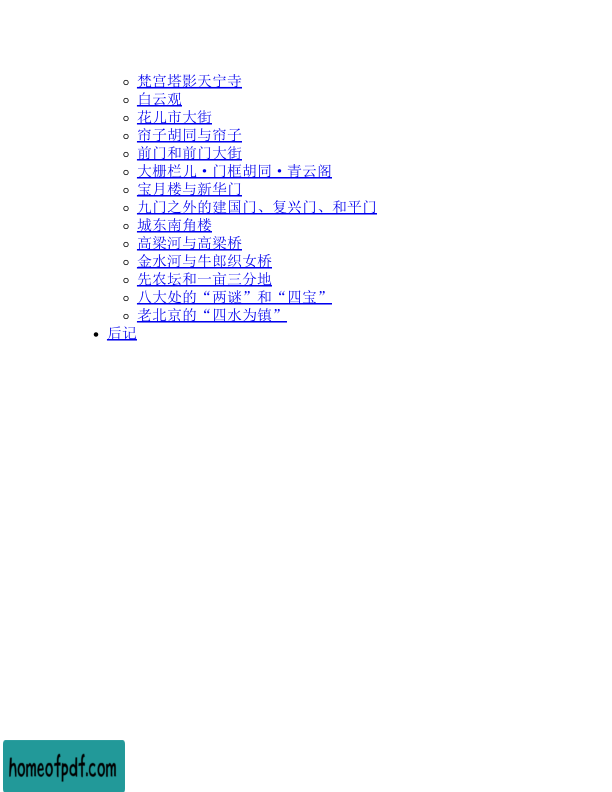 梵宫塔影天宁寺
白云观
花儿市大街
帘子胡同与帘子
前门和前门大街
大栅栏儿·门框胡同·青云阁
宝月楼与新华门
九门之外的建国门、复兴门、和平门
城东南角楼
高梁河与高梁桥
金水河与牛郎织女桥
先农坛和一亩三分地
八大处的“两谜”和“四宝”
老北京的“四水为镇”
后记
homeofpdf.com